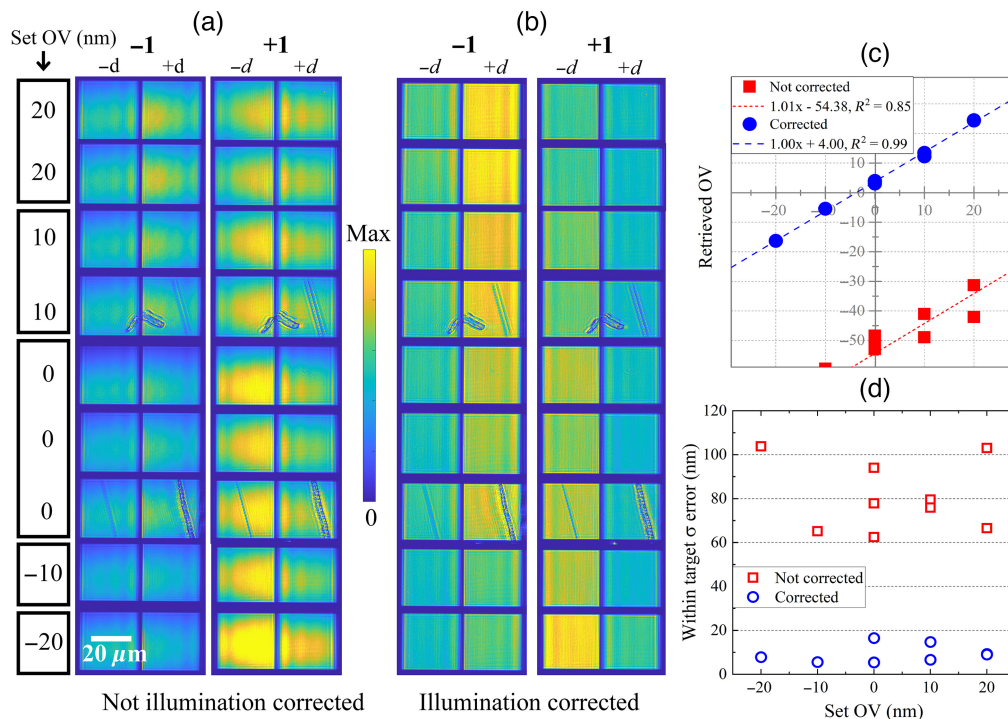 (a)
Set OV (nm)
−1
+1
−d
+d
−d
+d
20
20
10
10
0
0
0
−10
−20
20 μm
Not illumination corrected
Max
0
(b)
−1
+1
−d
+d
−d
+d
Illumination corrected
(c)
Not corrected
1.01x - 54.38, R² = 0.85
Corrected
1.00x + 4.00, R² = 0.99
Retrieved OV
10
0
−10
−20
−30
−40
−50
−20
−10
0
10
20
(d)
Within target σ error (nm)
120
100
80
60
40
20
0
Not corrected
Corrected
−20
−10
0
10
20
Set OV (nm)